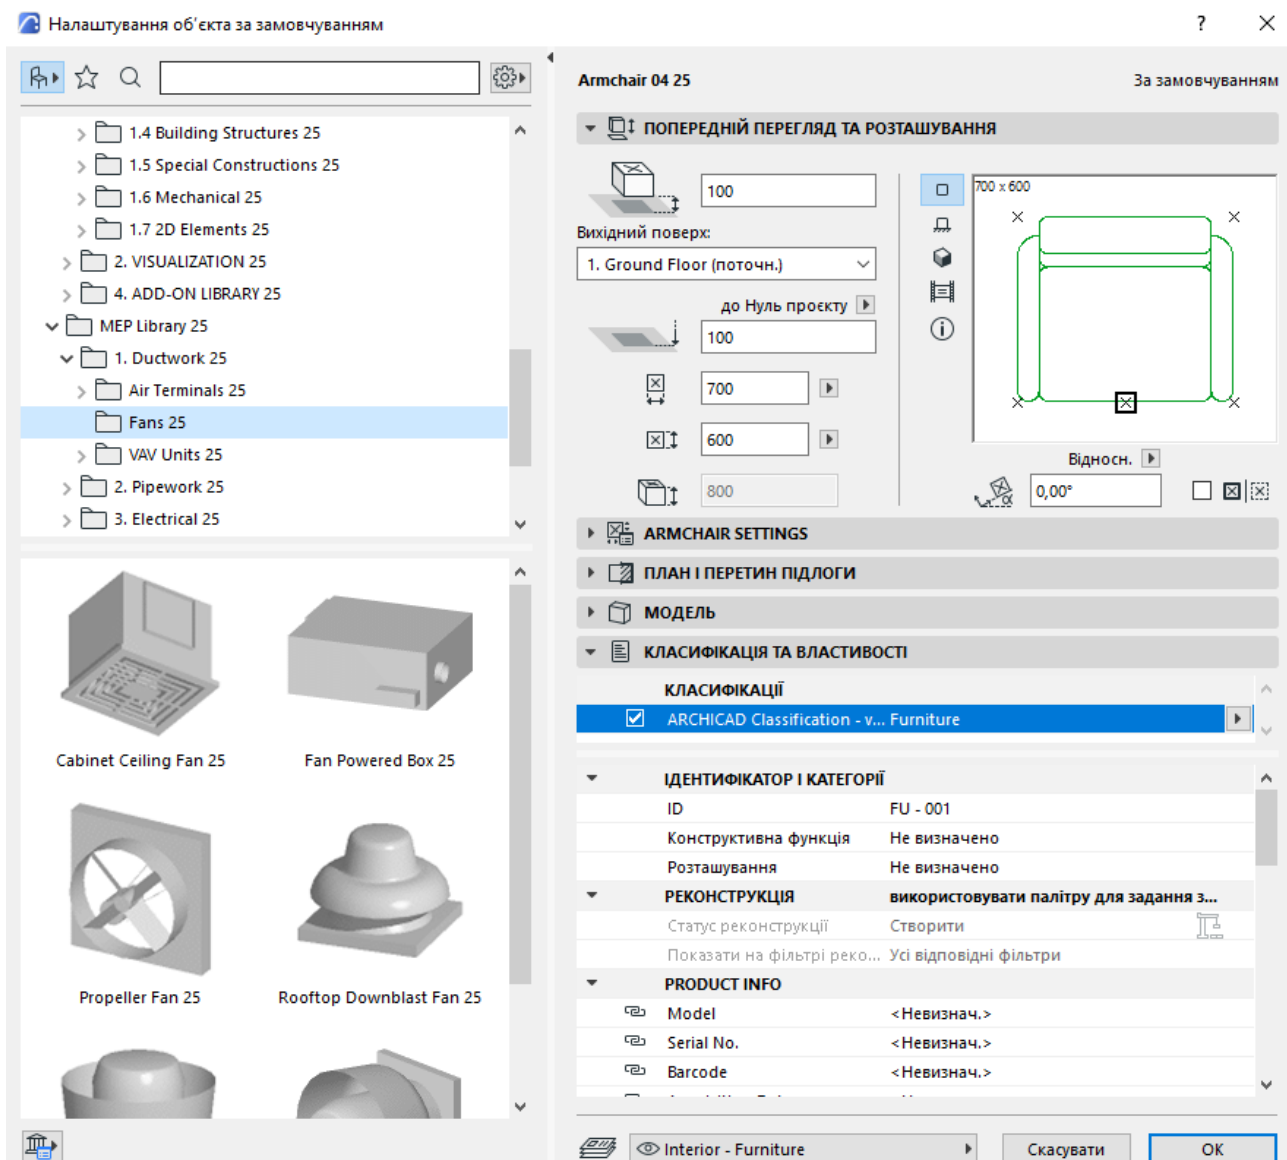 Налаштування об'єкта за замовчуванням
?
1.4 Building Structures 25
1.5 Special Constructions 25
1.6 Mechanical 25
1.7 2D Elements 25
2. VISUALIZATION 25
4. ADD-ON LIBRARY 25
MEP Library 25
1. Ductwork 25
Air Terminals 25
Fans 25
VAV Units 25
2. Pipework 25
3. Electrical 25
Cabinet Ceiling Fan 25
Fan Powered Box 25
Propeller Fan 25
Rooftop Downblast Fan 25
Armchair 04 25
За замовчуванням
ПОПЕРЕДНІЙ ПЕРЕГЛЯД ТА РОЗТАШУВАННЯ
100
Вихідний поверх:
1. Ground Floor (поточн.)
до Нуль проєкту
100
700
600
800
700 x 600
Відносн.
α
0,00°
ARMCHAIR SETTINGS
ПЛАН І ПЕРЕТИН ПІДЛОГИ
МОДЕЛЬ
КЛАСИФІКАЦІЯ ТА ВЛАСТИВОСТІ
КЛАСИФІКАЦІЇ
ARCHICAD Classification - v... Furniture
ІДЕНТИФІКАТОР І КАТЕГОРІЇ
ID FU - 001
Конструктивна функція Не визначено
Розташування Не визначено
РЕКОНСТРУКЦІЯ використовувати палітру для задання з...
Статус реконструкції Створити
Показати на фільтрі реко... Усі відповідні фільтри
PRODUCT INFO
Model <Невизнач.>
Serial No. <Невизнач.>
Barcode <Невизнач.>
Interior - Furniture
Скасувати
ОК